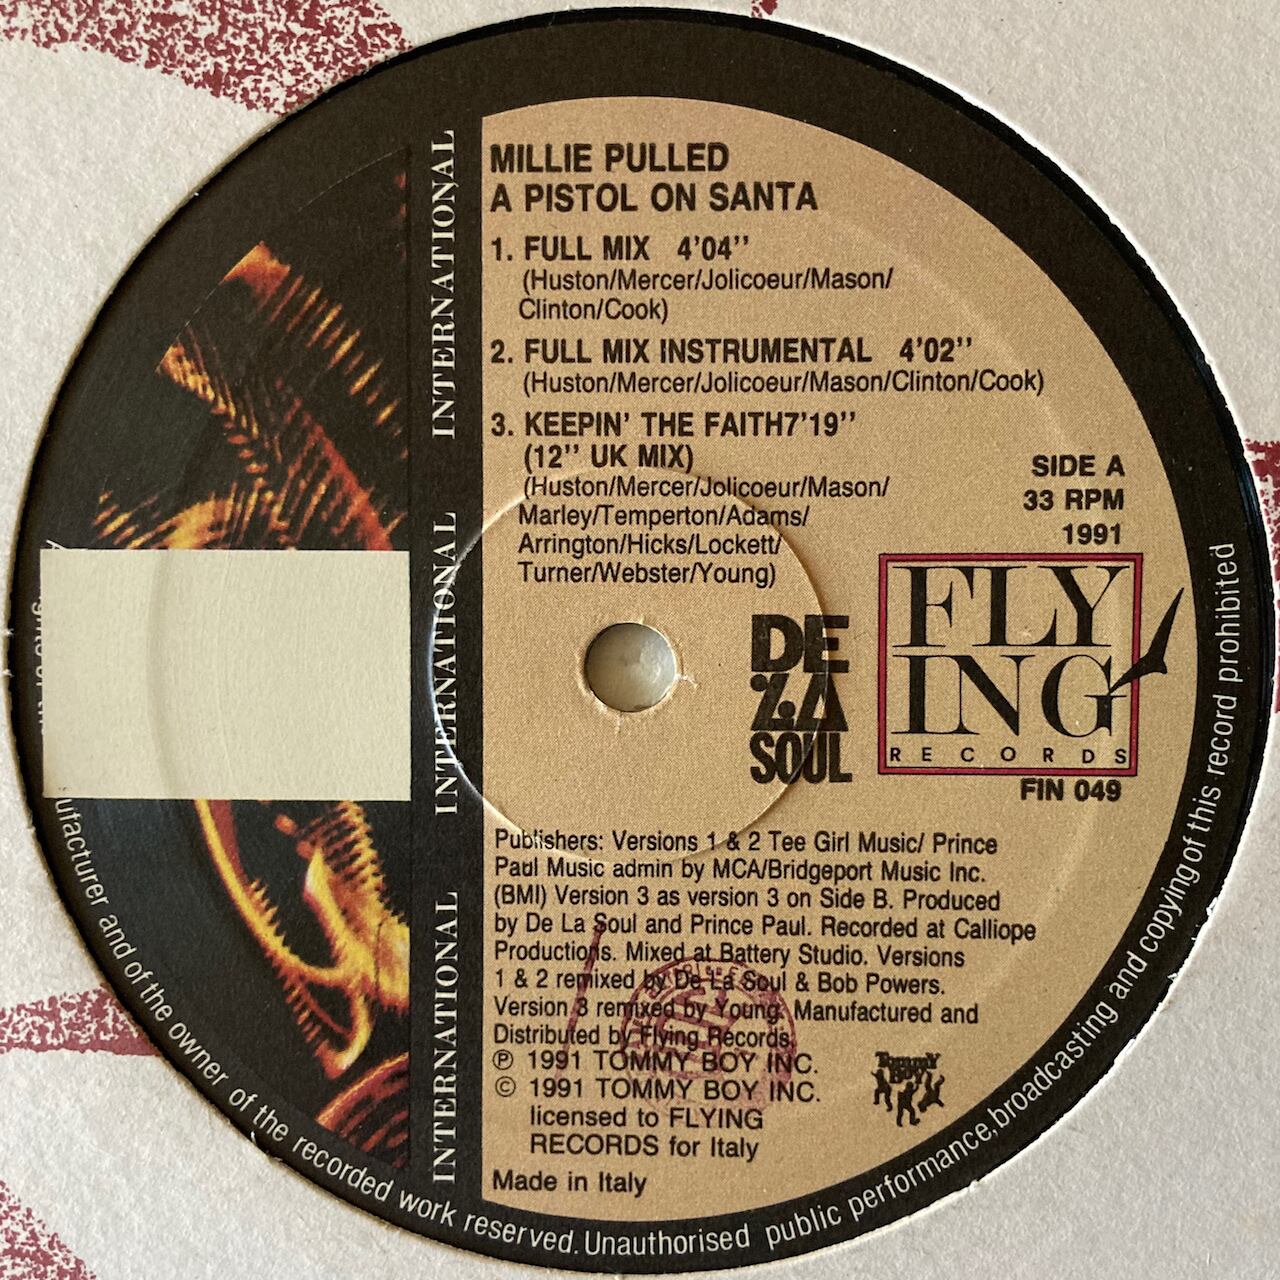 MILLIE PULLED
A PISTOL ON SANTA
1. FULL MIX 4'04''
(Huston/Mercer/Jolicoeur/Mason/
Clinton/Cook)
2. FULL MIX INSTRUMENTAL 4'02''
(Huston/Mercer/Jolicoeur/Mason/Clinton/Cook)
3. KEEPIN' THE FAITH7'19''
(12'' UK MIX)
(Huston/Mercer/Jolicoeur/Mason/
Marley/Temperton/Adams/
Arrington/Hicks/Lockett/
Turner/Webster/Young)
SIDE A
33 RPM
1991
DE
LA
SOUL
FLY
ING
RECORDS
FIN 049
Publishers: Versions 1 & 2 Tee Girl Music/ Prince
Paul Music admin by MCA/Bridgeport Music Inc.
(BMI) Version 3 as version 3 on Side B. Produced
by De La Soul and Prince Paul. Recorded at Calliope
Productions. Mixed at Battery Studio. Versions
1 & 2 remixed by De La Soul & Bob Powers.
Version 3 remixed by Young. Manufactured and
Distributed by Flying Records.
℗ 1991 TOMMY BOY INC.
© 1991 TOMMY BOY INC.
licensed to FLYING
RECORDS for Italy
Made in Italy
TOMMY
BOY
INTERNATIONAL
INTERNATIONAL
INTERNATIONAL
and of the owner of the recorded work reserved. Unauthorised public performance, broadcasting and copying of this record prohibited